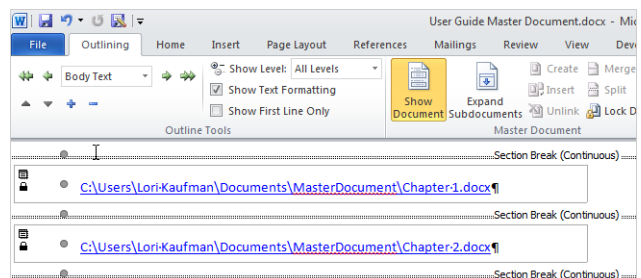 User Guide Master Document.docx - Mi
File Outlining Home Insert Page Layout References Mailings Review View Dev
Body Text Show Level: All Levels Show Document Expand Subdocuments Create Merge
Show Text Formatting Insert Split
Show First Line Only Unlink Lock D
Outline Tools Master Document
Section Break (Continuous)
C:\Users\Lori·Kaufman\Documents\MasterDocument\Chapter·1.docx¶
Section Break (Continuous)
C:\Users\Lori·Kaufman\Documents\MasterDocument\Chapter·2.docx¶
Section Break (Continuous)